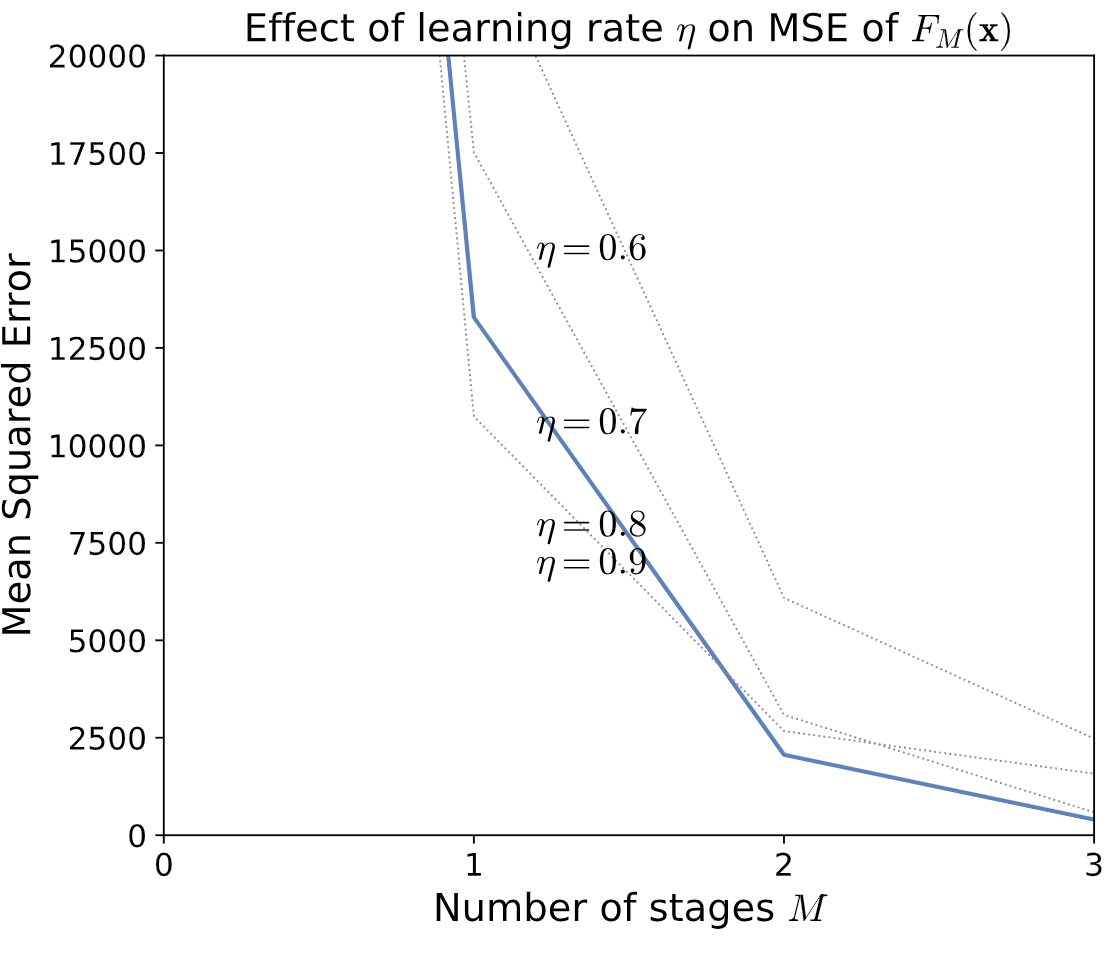 Effect of learning rate η on MSE of F_M(x)
20000
17500
15000
12500
10000
7500
5000
2500
0
Mean Squared Error
η = 0.6
η = 0.7
η = 0.8
η = 0.9
0 1 2 3
Number of stages M